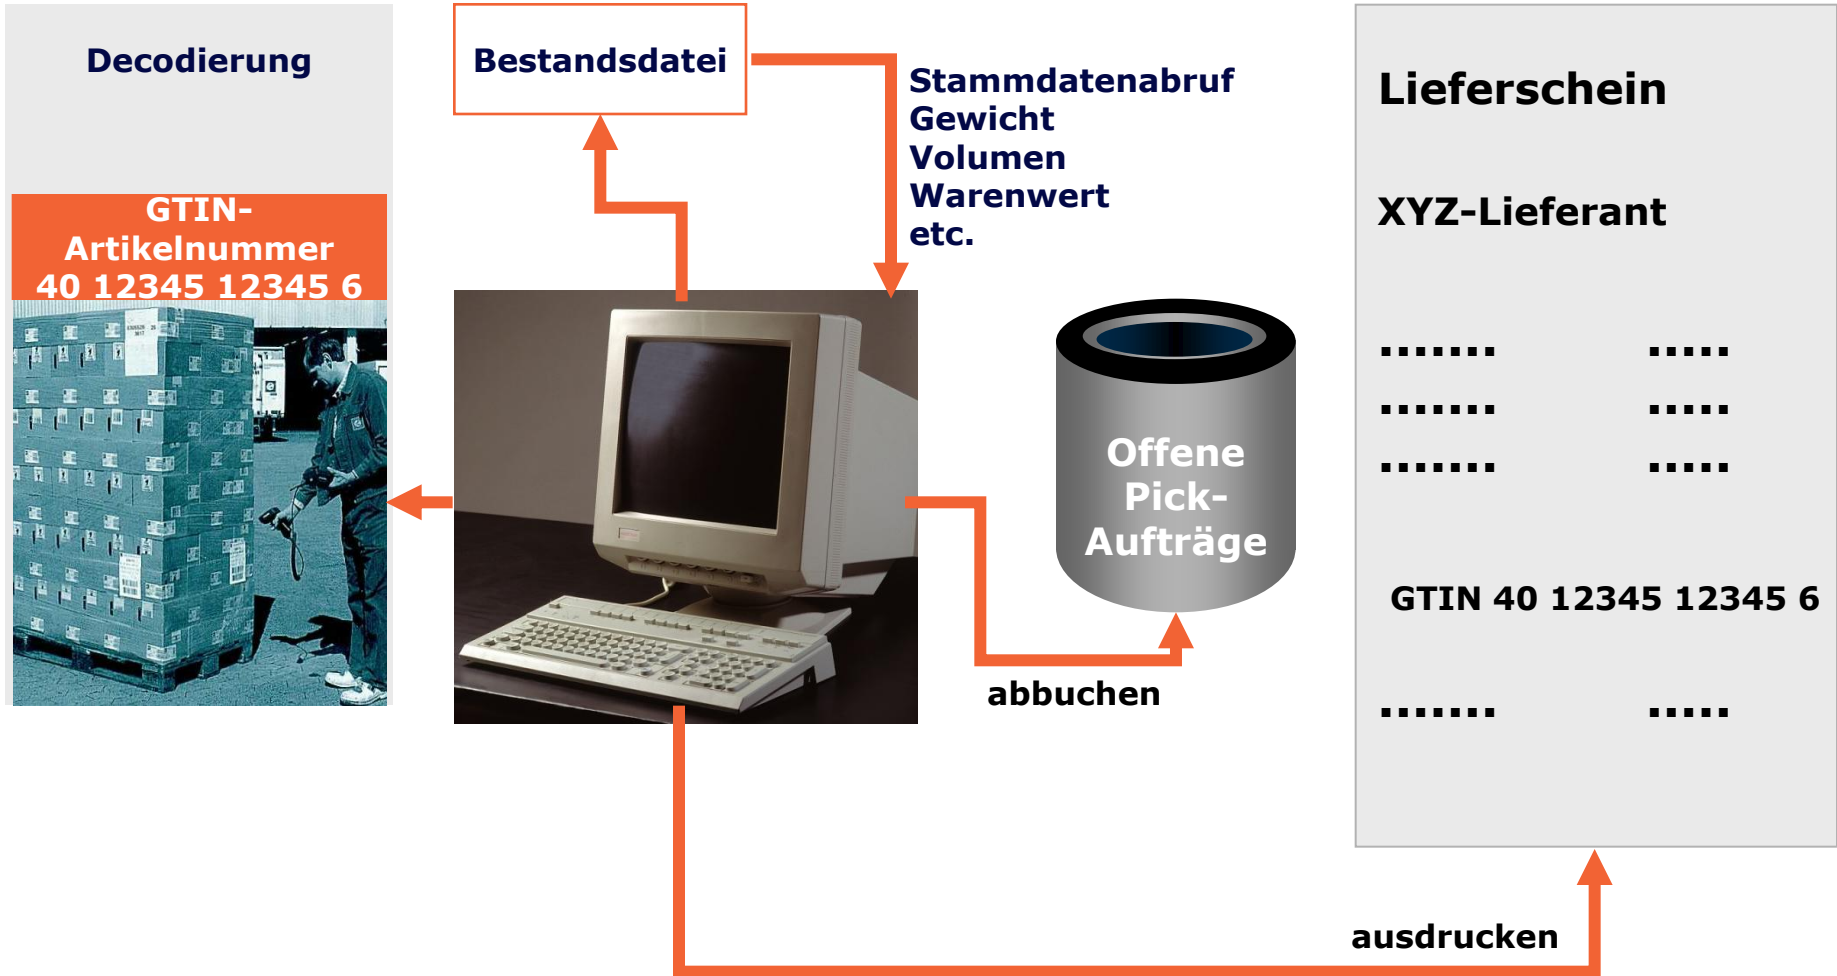 Decodierung
GTIN-
Artikelnummer
40 12345 12345 6
Bestandsdatei
Stammdatenabruf
Gewicht
Volumen
Warenwert
etc.
Offene
Pick-
Aufträge
abbuchen
ausdrucken
Lieferschein
XYZ-Lieferant
....... .....
....... .....
....... .....
GTIN 40 12345 12345 6
....... .....